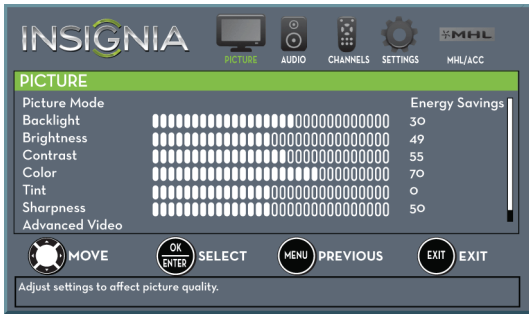 INSIGNIA
PICTURE AUDIO CHANNELS SETTINGS MHL MHL/ACC
PICTURE
Picture Mode Energy Savings
Backlight 30
Brightness 49
Contrast 55
Color 70
Tint 0
Sharpness 50
Advanced Video
MOVE OK ENTER SELECT MENU PREVIOUS EXIT EXIT
Adjust settings to affect picture quality.